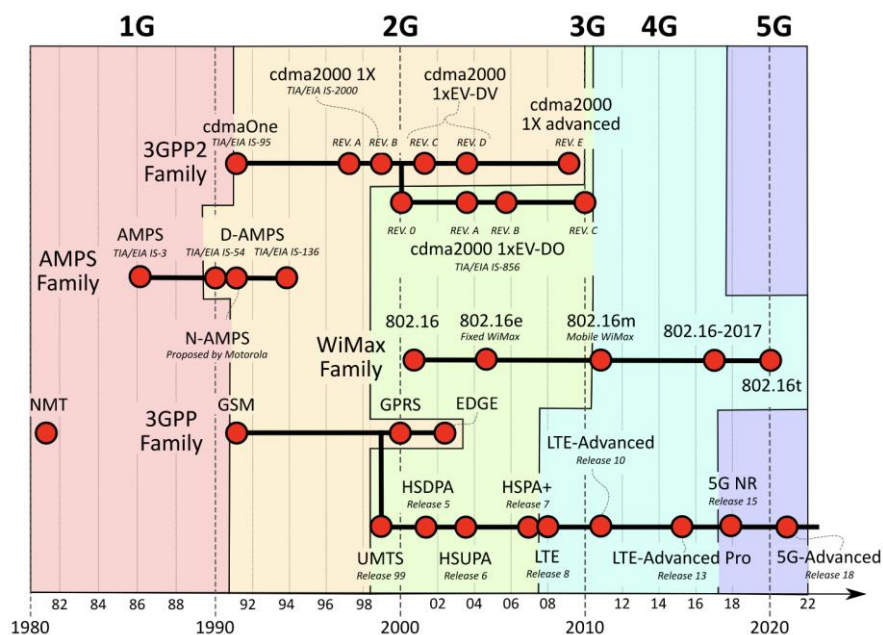 1G 2G 3G 4G 5G
cdma2000 1X
TIA/EIA IS-2000
cdma2000
1xEV-DV
cdma2000
1X advanced
cdmaOne
TIA/EIA IS-95
REV. A
REV. B
REV. C
REV. D
REV. E
3GPP2
Family
REV. 0
REV. A
REV. B
REV. C
cdma2000 1xEV-DO
TIA/EIA IS-856
AMPS
TIA/EIA IS-3
D-AMPS
TIA/EIA IS-54
TIA/EIA IS-136
AMPS
Family
N-AMPS
Proposed by Motorola
802.16
802.16e
Fixed WiMax
802.16m
Mobile WiMax
802.16-2017
802.16t
WiMax
Family
NMT
3GPP
Family
GSM
GPRS
EDGE
HSDPA
Release 5
HSPA+
Release 7
LTE-Advanced
Release 10
5G NR
Release 15
UMTS
Release 99
HSUPA
Release 6
LTE
Release 8
LTE-Advanced Pro
Release 13
5G-Advanced
Release 18
1980 82 84 86 88 1990 92 94 96 98 2000 02 04 06 08 2010 12 14 16 18 2020 22